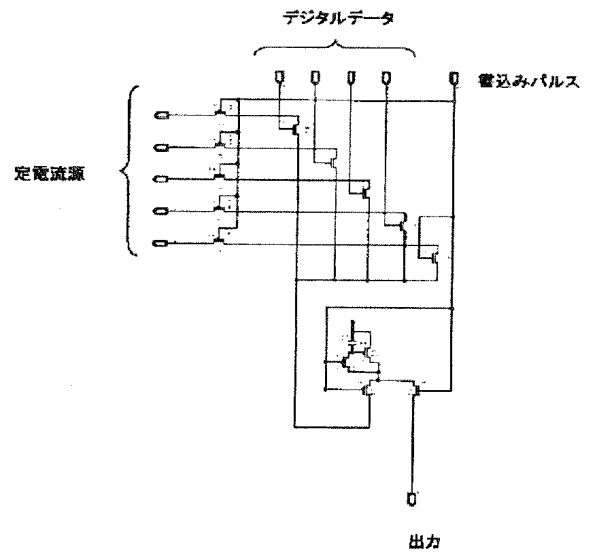 デジタルデータ
書込みパルス
定電流源
出力